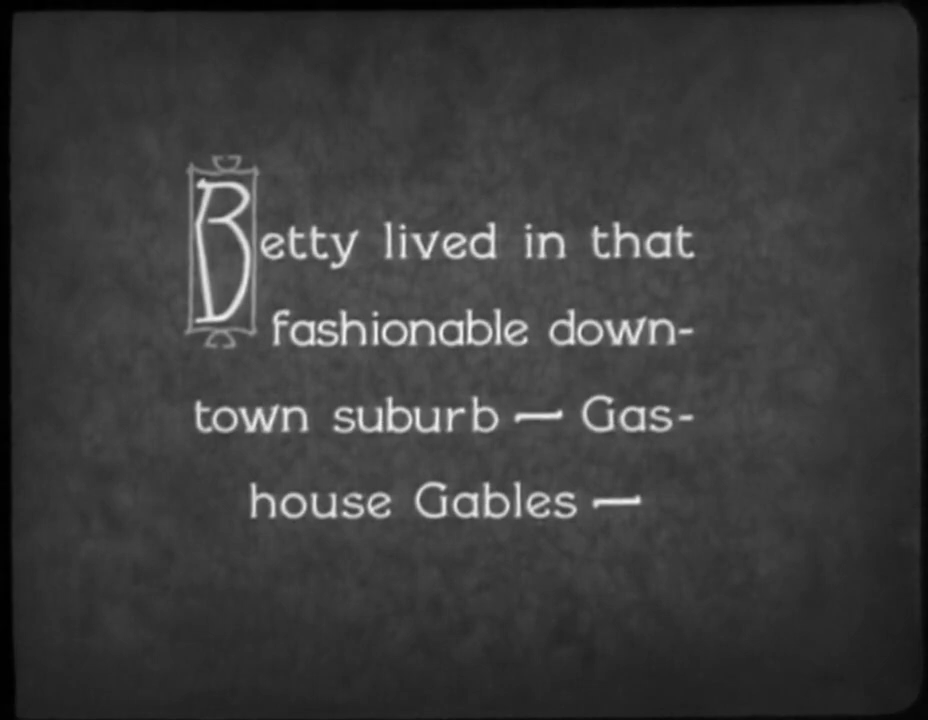 Betty lived in that
fashionable down-
town suburb — Gas-
house Gables —